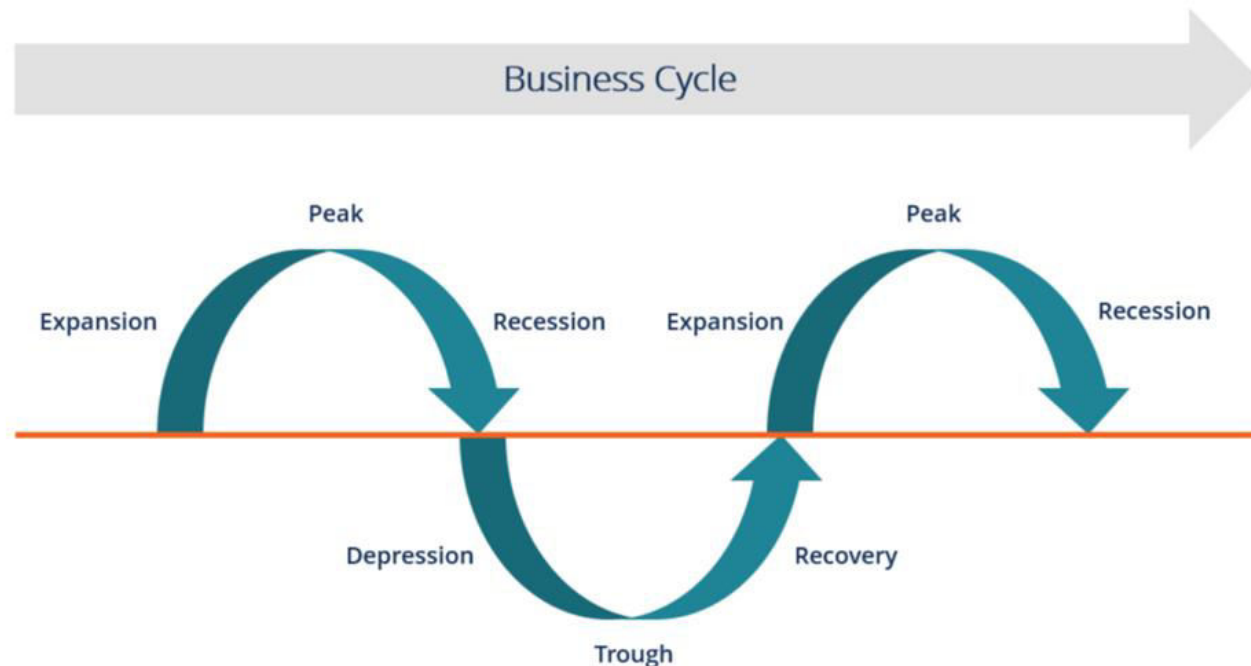 Business Cycle
Peak
Peak
Expansion
Recession
Expansion
Recession
Depression
Recovery
Trough